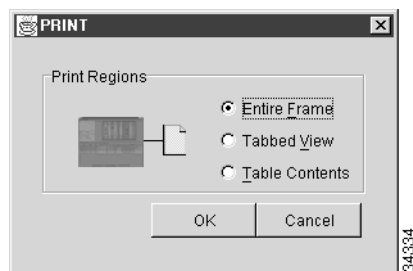 PRINT
Print Regions
Entire Frame
Tabbed View
Table Contents
OK
Cancel
34334